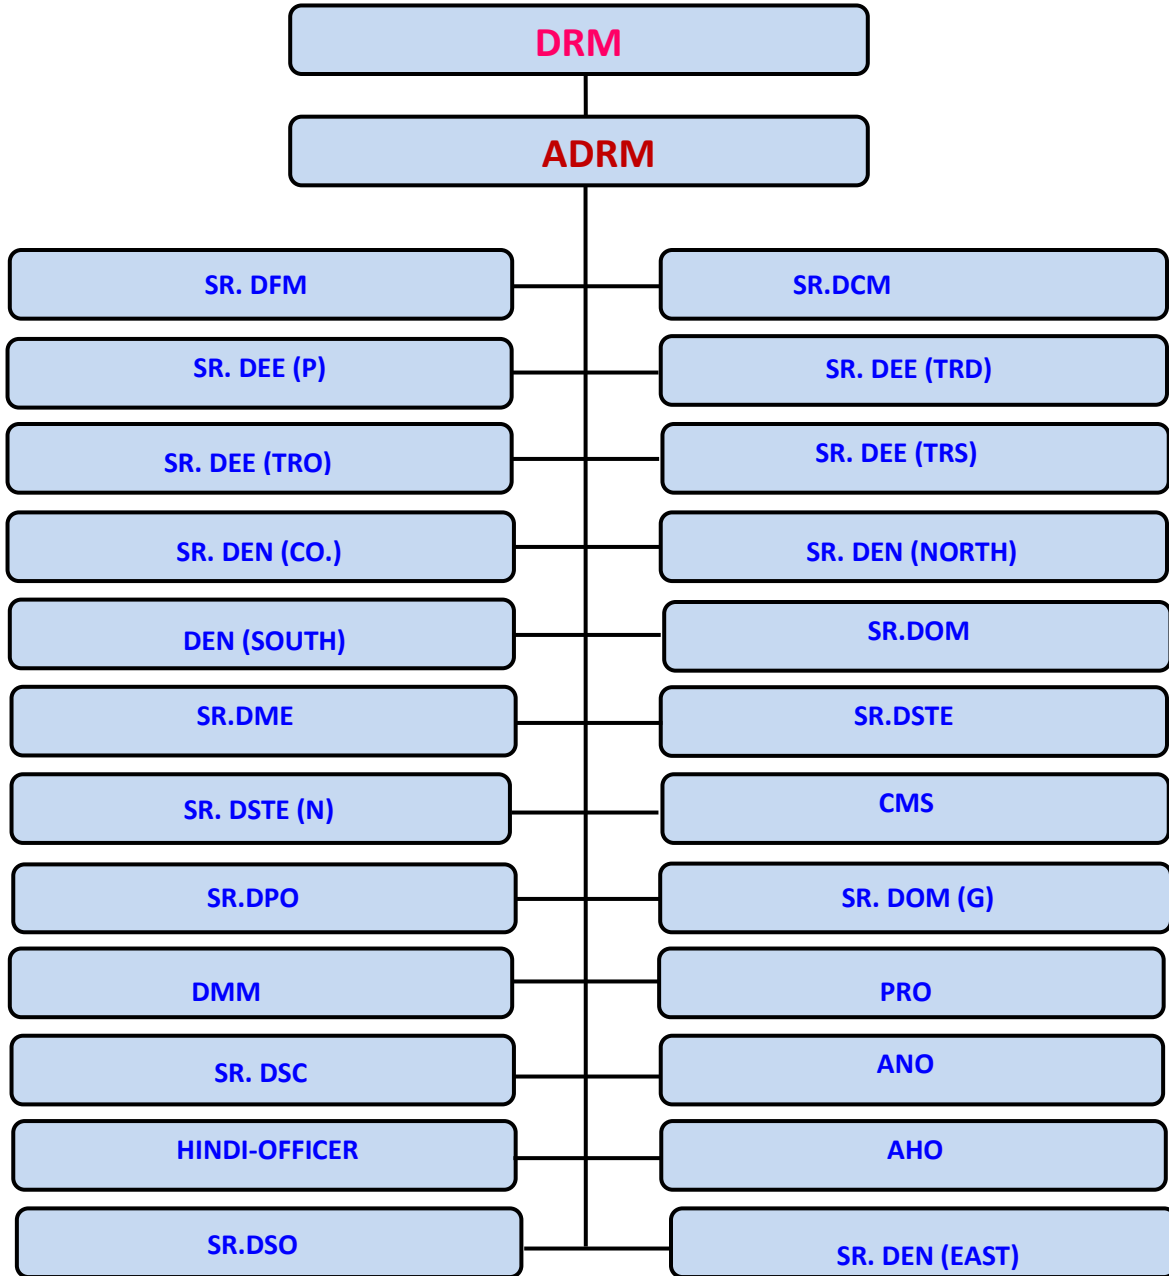 DRM
ADRM
SR. DFM
SR.DCM
SR. DEE (P)
SR. DEE (TRD)
SR. DEE (TRO)
SR. DEE (TRS)
SR. DEN (CO.)
SR. DEN (NORTH)
DEN (SOUTH)
SR.DOM
SR.DME
SR.DSTE
SR. DSTE (N)
CMS
SR.DPO
SR. DOM (G)
DMM
PRO
SR. DSC
ANO
HINDI-OFFICER
AHO
SR.DSO
SR. DEN (EAST)